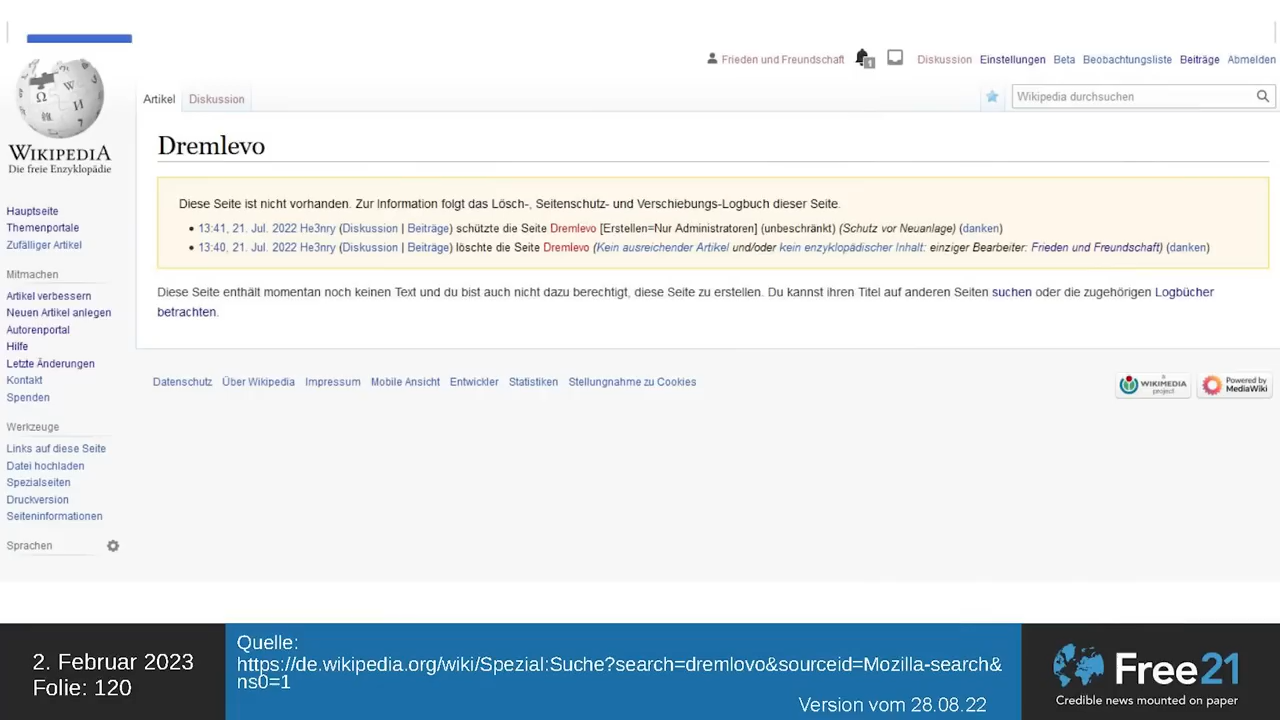 Frieden und Freundschaft 1 Diskussion Einstellungen Beta Beobachtungsliste Beiträge Abmelden
Artikel Diskussion Wikipedia durchsuchen
WIKIPEDIA
Die freie Enzyklopädie
Dremlevo
Diese Seite ist nicht vorhanden. Zur Information folgt das Lösch-, Seitenschutz- und Verschiebungs-Logbuch dieser Seite.
• 13:41, 21. Jul. 2022 He3nry (Diskussion | Beiträge) schützte die Seite Dremlevo [Erstellen=Nur Administratoren] (unbeschränkt) (Schutz vor Neuanlage) (danken)
• 13:40, 21. Jul. 2022 He3nry (Diskussion | Beiträge) löschte die Seite Dremlevo (Kein ausreichender Artikel und/oder kein enzyklopädischer Inhalt: einziger Bearbeiter: Frieden und Freundschaft) (danken)
Diese Seite enthält momentan noch keinen Text und du bist auch nicht dazu berechtigt, diese Seite zu erstellen. Du kannst ihren Titel auf anderen Seiten suchen oder die zugehörigen Logbücher
betrachten.
Hauptseite
Themenportale
Zufälliger Artikel
Mitmachen
Artikel verbessern
Neuen Artikel anlegen
Autorenportal
Hilfe
Letzte Änderungen
Kontakt
Spenden
Werkzeuge
Links auf diese Seite
Datei hochladen
Spezialseiten
Druckversion
Seiteninformationen
Sprachen
Datenschutz Über Wikipedia Impressum Mobile Ansicht Entwickler Statistiken Stellungnahme zu Cookies
a
WIKIMEDIA
project
Powered by
MediaWiki
2. Februar 2023
Folie: 120
Quelle:
https://de.wikipedia.org/wiki/Spezial:Suche?search=dremlovo&sourceid=Mozilla-search&
ns0=1
Version vom 28.08.22
Free21
Credible news mounted on paper